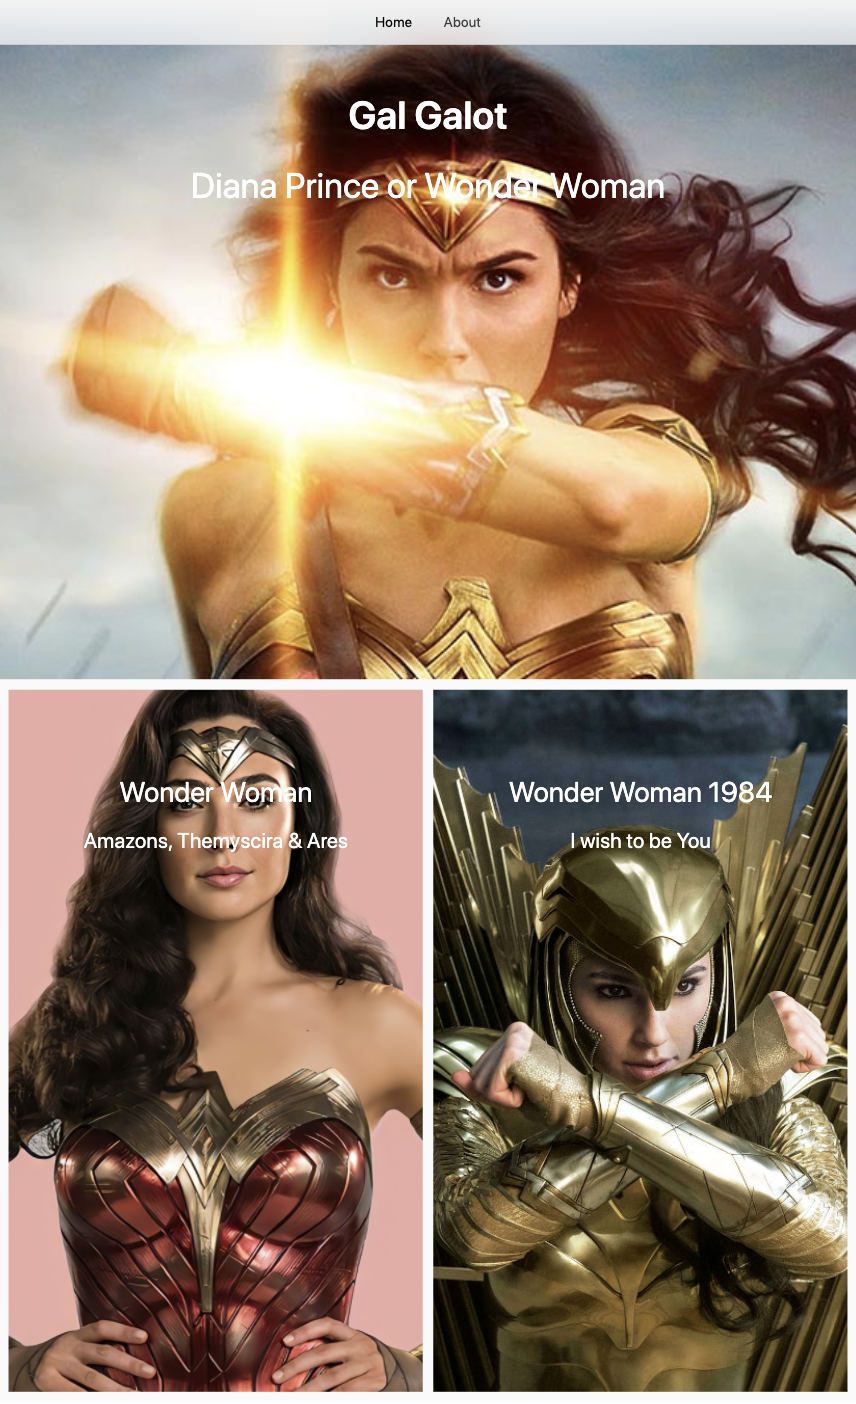 Home About
Gal Galot
Diana Prince or Wonder Woman
Wonder Woman
Amazons, Themyscira & Ares
Wonder Woman 1984
I wish to be You